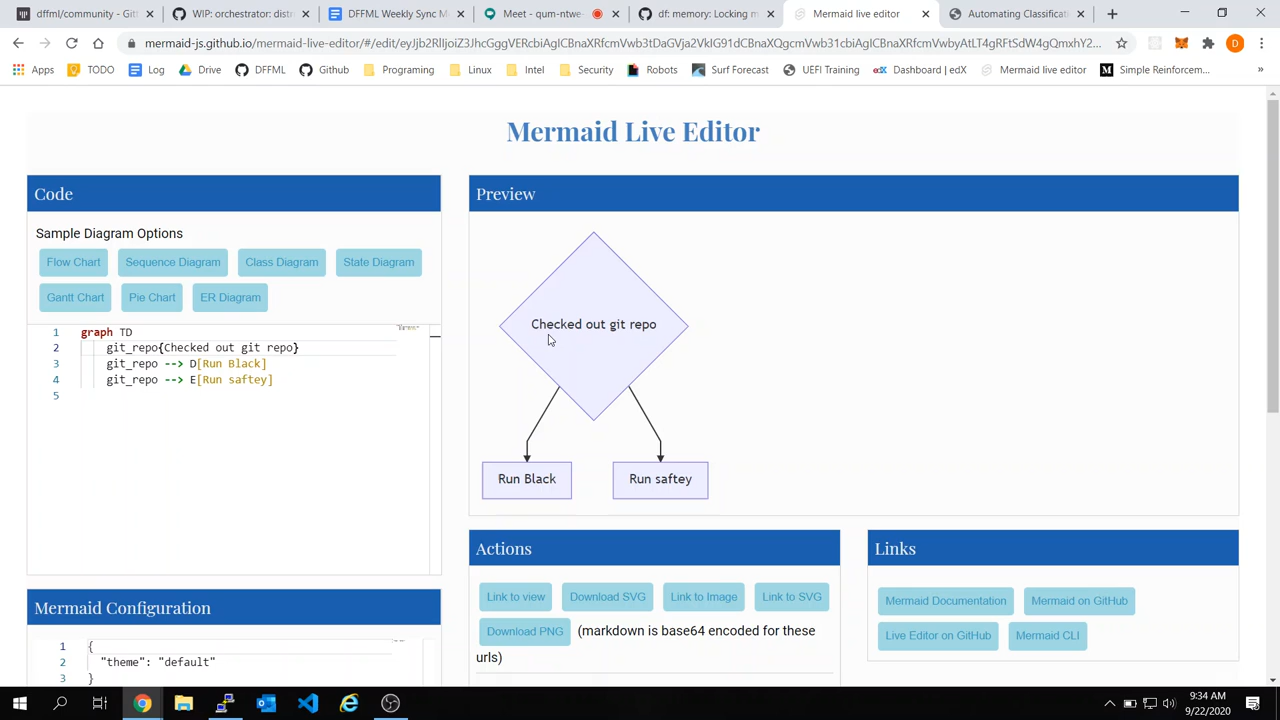 dffml/community - Gitt
WIP: orchestrator: distr
DFFML Weekly Sync M
Meet - qum-ntwe-
df: memory: Locking m
Mermaid live editor
Automating Classificati
mermaid-js.github.io/mermaid-live-editor/#/edit/
D
Apps
TODO
Log
Drive
DFFML
Github
Programing
Linux
Intel
Security
Robots
Surf Forecast
UEFI Training
Dashboard | edX
Mermaid live editor
Simple Reinforcem...
»
Mermaid Live Editor
Code
Sample Diagram Options
Flow Chart
Sequence Diagram
Class Diagram
State Diagram
Gantt Chart
Pie Chart
ER Diagram
1 graph TD
2 git_repo{Checked out git repo}
3 git_repo --> D[Run Black]
4 git_repo --> E[Run saftey]
5
Mermaid Configuration
1 {
2 "theme": "default"
3 }
Preview
Checked out git repo
Run Black
Run saftey
Actions
Link to view
Download SVG
Link to Image
Link to SVG
Download PNG
(markdown is base64 encoded for these
urls)
Links
Mermaid Documentation
Mermaid on GitHub
Live Editor on GitHub
Mermaid CLI
9:34 AM
9/22/2020